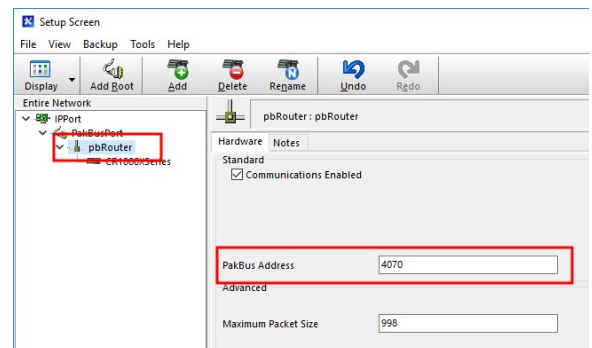 Setup Screen
File View Backup Tools Help
Display Add Root Add Delete Rename Undo Redo
Entire Network
IPPort
PakBusPort
pbRouter
CR1000XSeries
pbRouter : pbRouter
Hardware Notes
Standard
Communications Enabled
PakBus Address 4070
Advanced
Maximum Packet Size 998